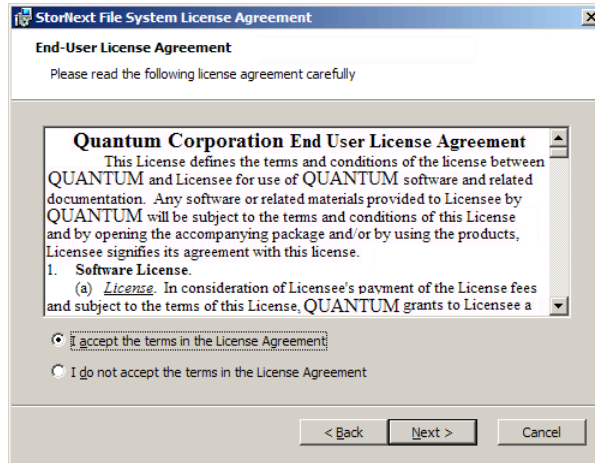 StorNext File System License Agreement
End-User License Agreement
Please read the following license agreement carefully
Quantum Corporation End User License Agreement
This License defines the terms and conditions of the license between
QUANTUM and Licensee for use of QUANTUM software and related
documentation. Any software or related materials provided to Licensee by
QUANTUM will be subject to the terms and conditions of this License
and by opening the accompanying package and/or by using the products,
Licensee signifies its agreement with this license.
1. Software License.
(a) License. In consideration of Licensee's payment of the License fees
and subject to the terms of this License, QUANTUM grants to Licensee a
I accept the terms in the License Agreement
I do not accept the terms in the License Agreement
< Back Next > Cancel